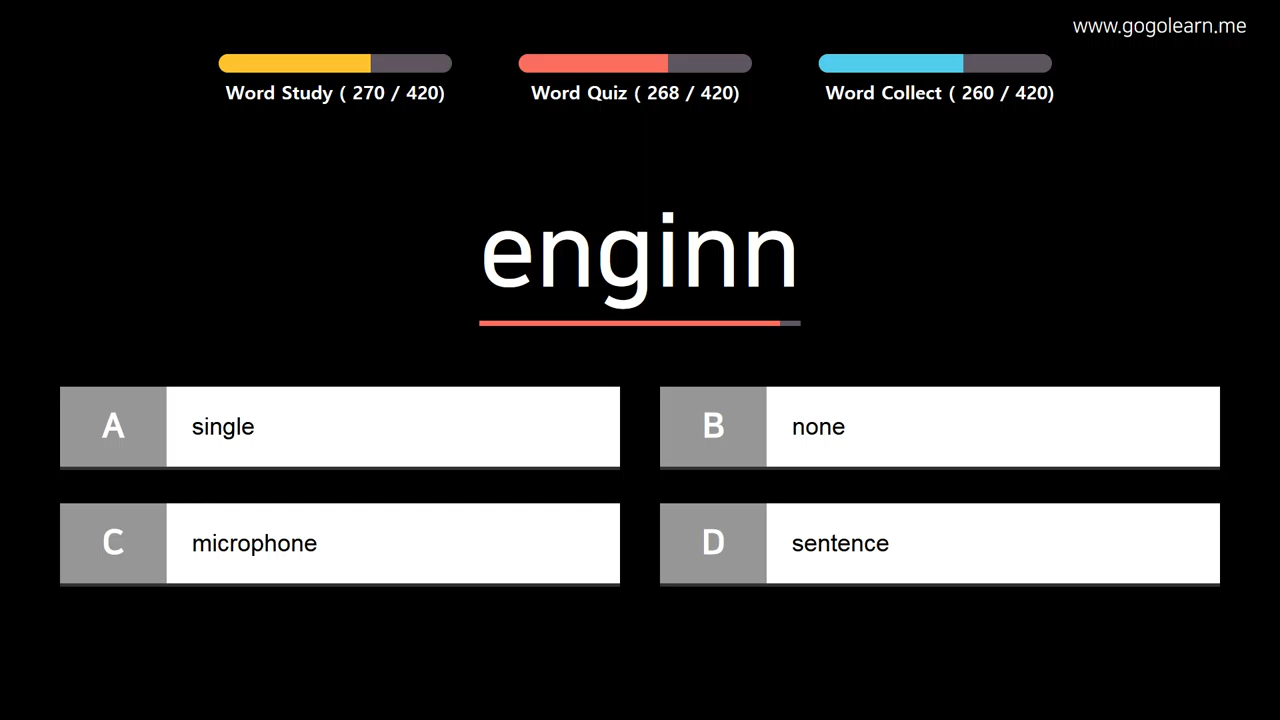 www.gogolearn.me
Word Study ( 270 / 420)
Word Quiz ( 268 / 420)
Word Collect ( 260 / 420)
enginn
A single
B none
C microphone
D sentence